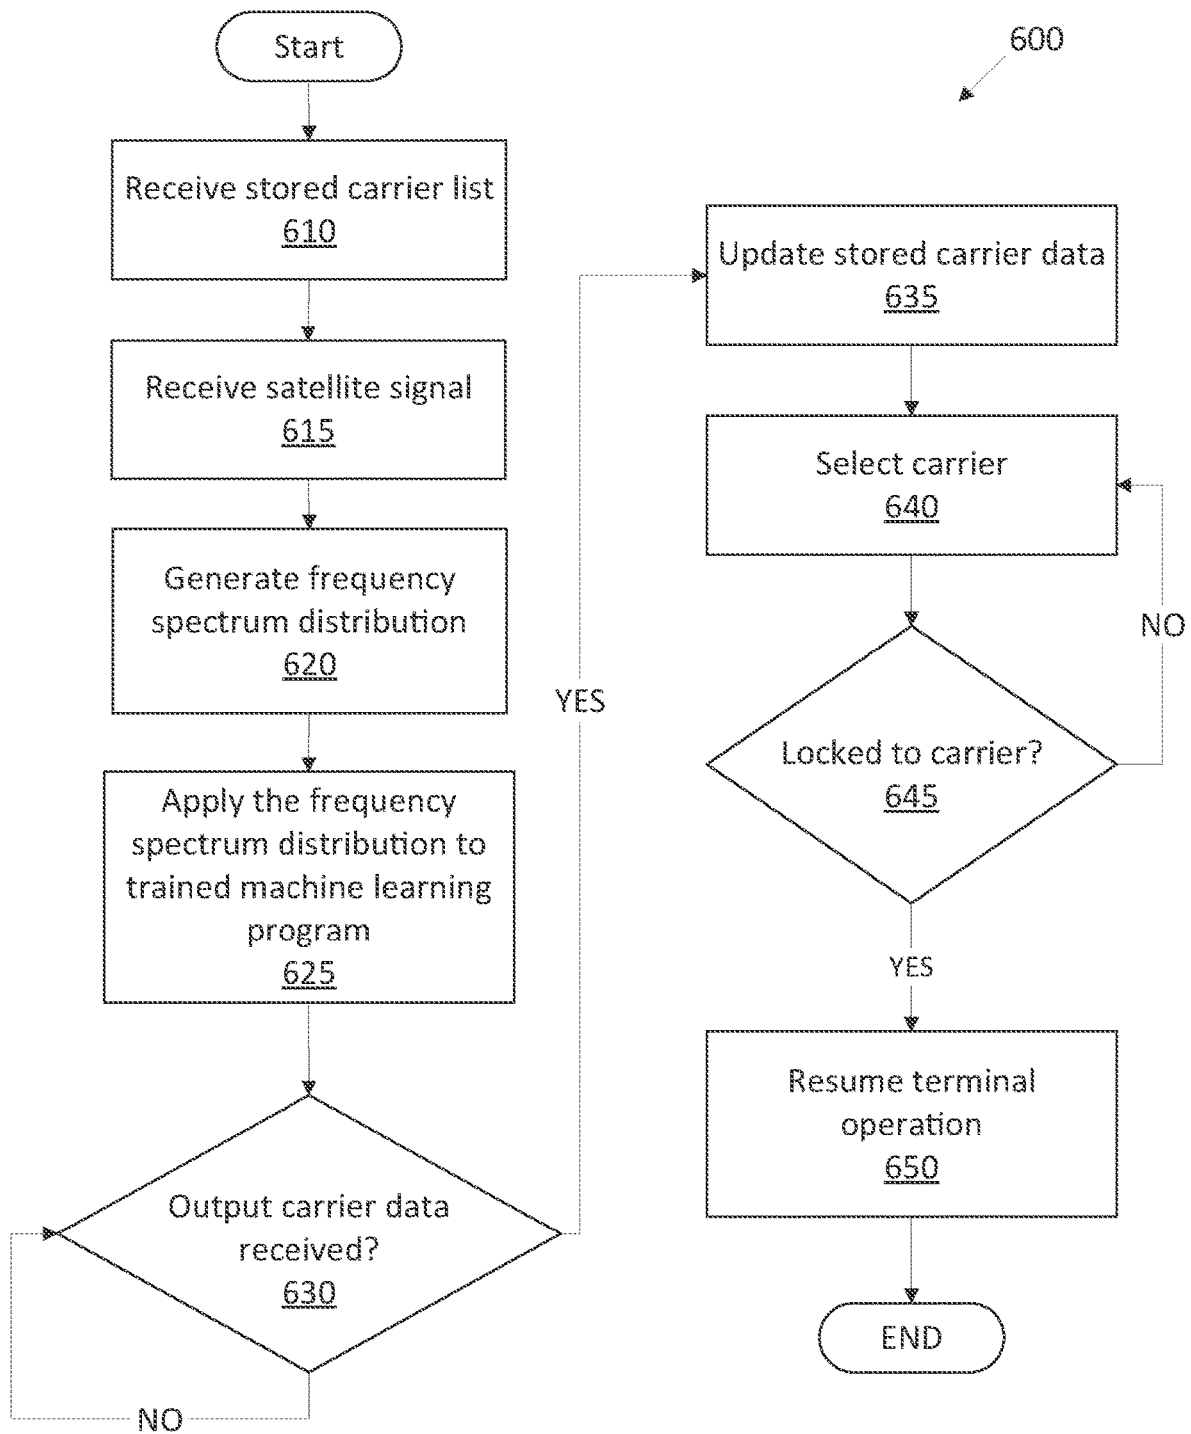 Start
600
Receive stored carrier list
610
Receive satellite signal
615
Generate frequency
spectrum distribution
620
Apply the frequency
spectrum distribution to
trained machine learning
program
625
Output carrier data
received?
630
NO
YES
Update stored carrier data
635
Select carrier
640
NO
Locked to carrier?
645
YES
Resume terminal
operation
650
END